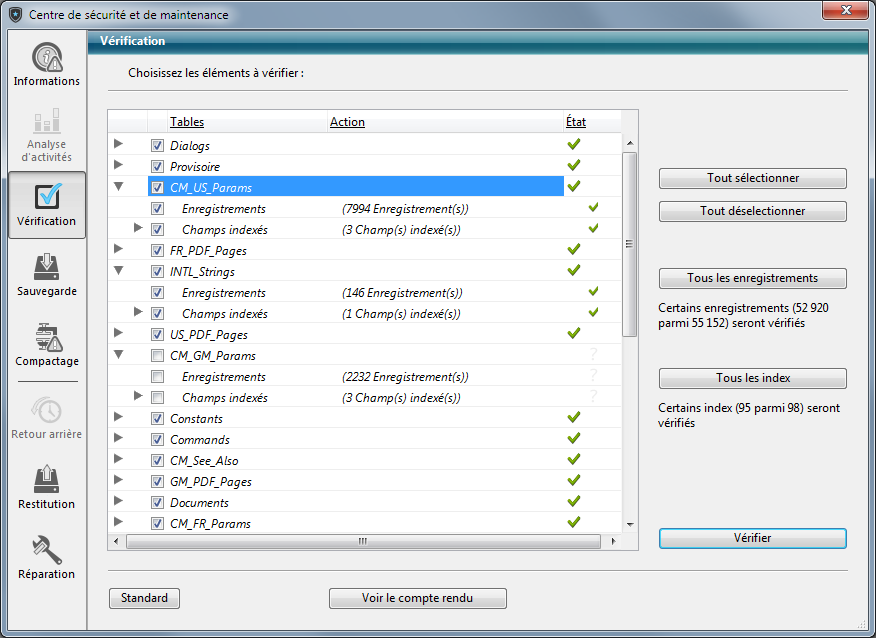 Centre de sécurité et de maintenance
Informations
Analyse
d'activités
Vérification
Sauvegarde
Compactage
Retour arrière
Restitution
Réparation
Vérification
Choisissez les éléments à vérifier :
Tables Action État
Dialogs
Provisoire
CM_US_Params
Enregistrements (7994 Enregistrement(s))
Champs indexés (3 Champ(s) indexé(s))
FR_PDF_Pages
INTL_Strings
Enregistrements (146 Enregistrement(s))
Champs indexés (1 Champ(s) indexé(s))
US_PDF_Pages
CM_GM_Params ?
Enregistrements (2232 Enregistrement(s)) ?
Champs indexés (3 Champ(s) indexé(s)) ?
Constants
Commands
CM_See_Also
GM_PDF_Pages
Documents
CM_FR_Params
Tout sélectionner
Tout déselectionner
Tous les enregistrements
Certains enregistrements (52 920
parmi 55 152) seront vérifiés
Tous les index
Certains index (95 parmi 98) seront
vérifiés
Vérifier
Standard
Voir le compte rendu